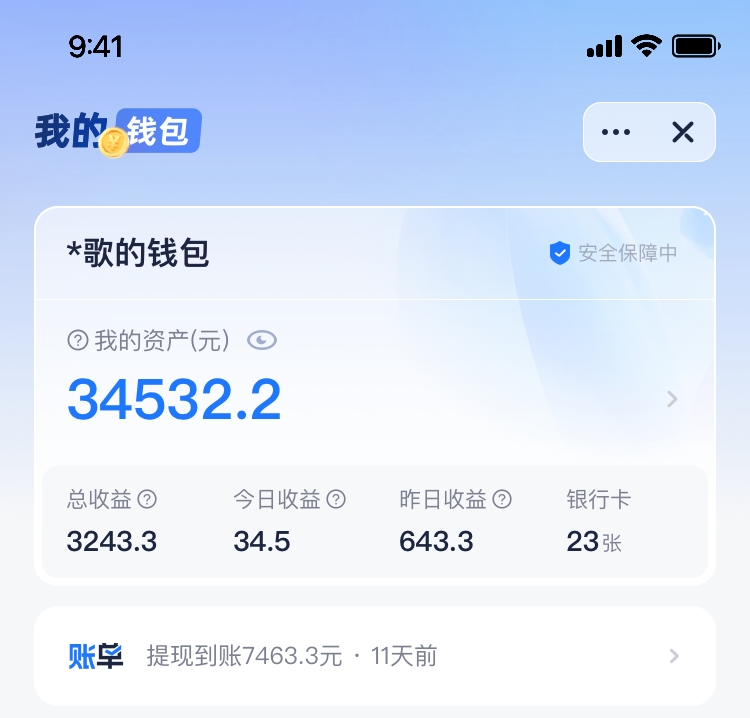 9:41
我的钱包
*歌的钱包
安全保障中
我的资产(元)
34532.2
总收益 今日收益 昨日收益 银行卡
3243.3 34.5 643.3 23张
账单 提现到账7463.3元 · 11天前